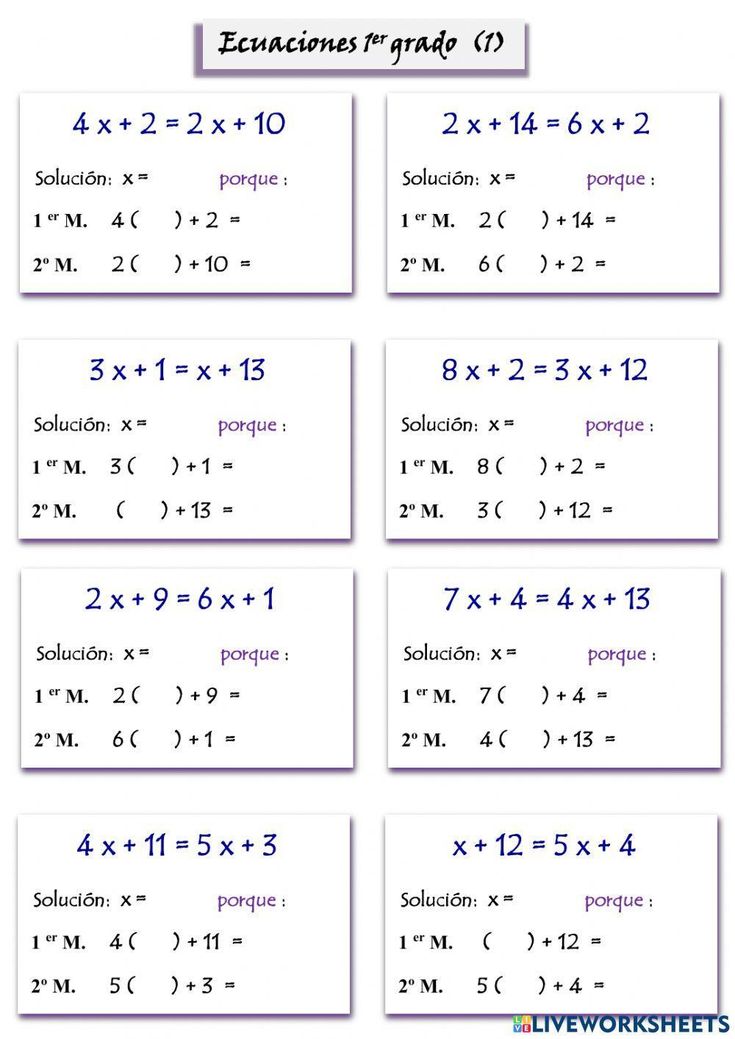 Ecuaciones 1er grado (1)
4 x + 2 = 2 x + 10
Solución: x = porque :
1 er M. 4 ( ) + 2 =
2º M. 2 ( ) + 10 =
2 x + 14 = 6 x + 2
Solución: x = porque :
1 er M. 2 ( ) + 14 =
2º M. 6 ( ) + 2 =
3 x + 1 = x + 13
Solución: x = porque :
1 er M. 3 ( ) + 1 =
2º M. ( ) + 13 =
8 x + 2 = 3 x + 12
Solución: x = porque :
1 er M. 8 ( ) + 2 =
2º M. 3 ( ) + 12 =
2 x + 9 = 6 x + 1
Solución: x = porque :
1 er M. 2 ( ) + 9 =
2º M. 6 ( ) + 1 =
7 x + 4 = 4 x + 13
Solución: x = porque :
1 er M. 7 ( ) + 4 =
2º M. 4 ( ) + 13 =
4 x + 11 = 5 x + 3
Solución: x = porque :
1 er M. 4 ( ) + 11 =
2º M. 5 ( ) + 3 =
x + 12 = 5 x + 4
Solución: x = porque :
1 er M. ( ) + 12 =
2º M. 5 ( ) + 4 =
LIVE LIVEWORKSHEETS